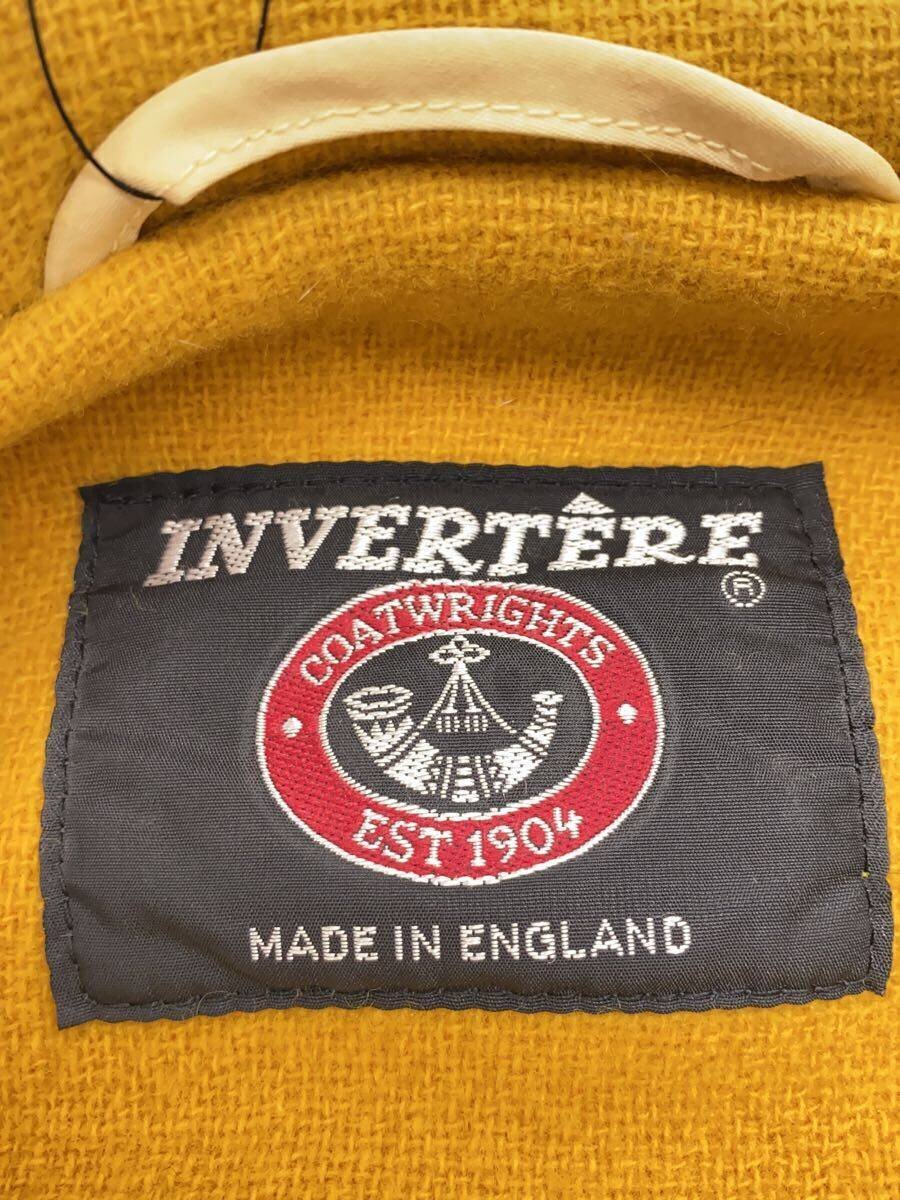 INVERTÊRE
®
COATWRIGHTS
EST 1904
MADE IN ENGLAND